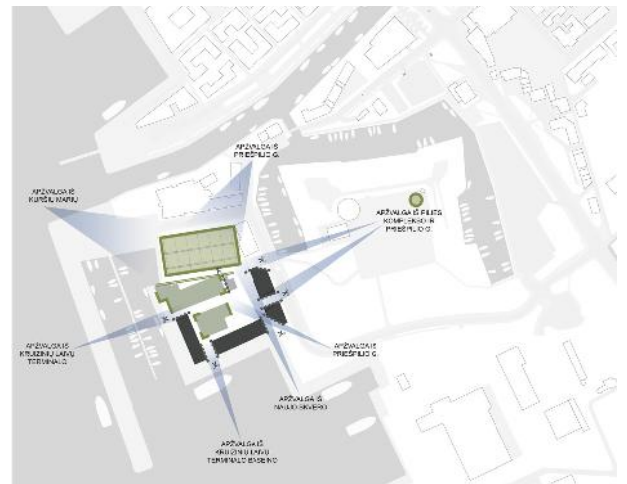 APŽVALGA IŠ
PRIEŠPILIO G.
APŽVALGA IŠ
KURŠIŲ MARIŲ
APŽVALGA IŠ PILIES
KOMPLEKSO IR
PRIEŠPILIO G.
APŽVALGA IŠ
KRUIZINIŲ LAIVŲ
TERMINALO
APŽVALGA IŠ
PRIEŠPILIO G.
APŽVALGA IŠ
NAUJO SKVERO
APŽVALGA IŠ
KRUIZINIŲ LAIVŲ
TERMINALO BASEINO